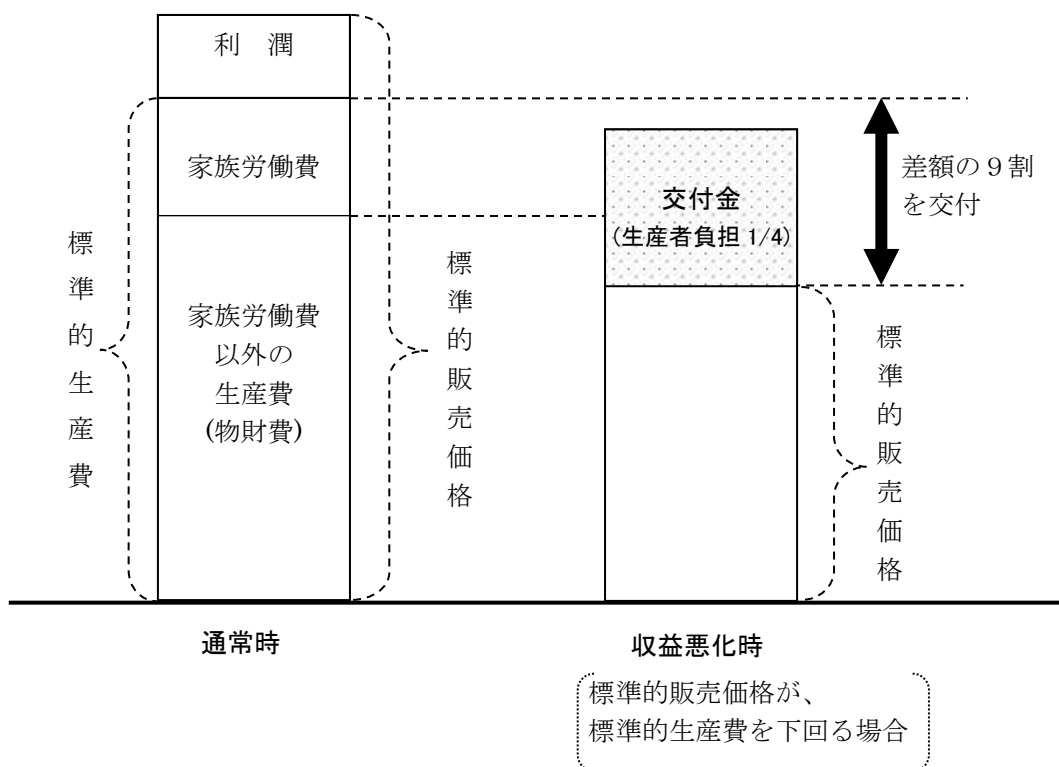 利　潤
家族労働費
家族労働費
以外の
生産費
(物財費)
標準的生産費
標準的販売価格
交付金
(生産者負担 1/4)
差額の９割
を交付
標準的販売価格
通常時
収益悪化時
標準的販売価格が、
標準的生産費を下回る場合